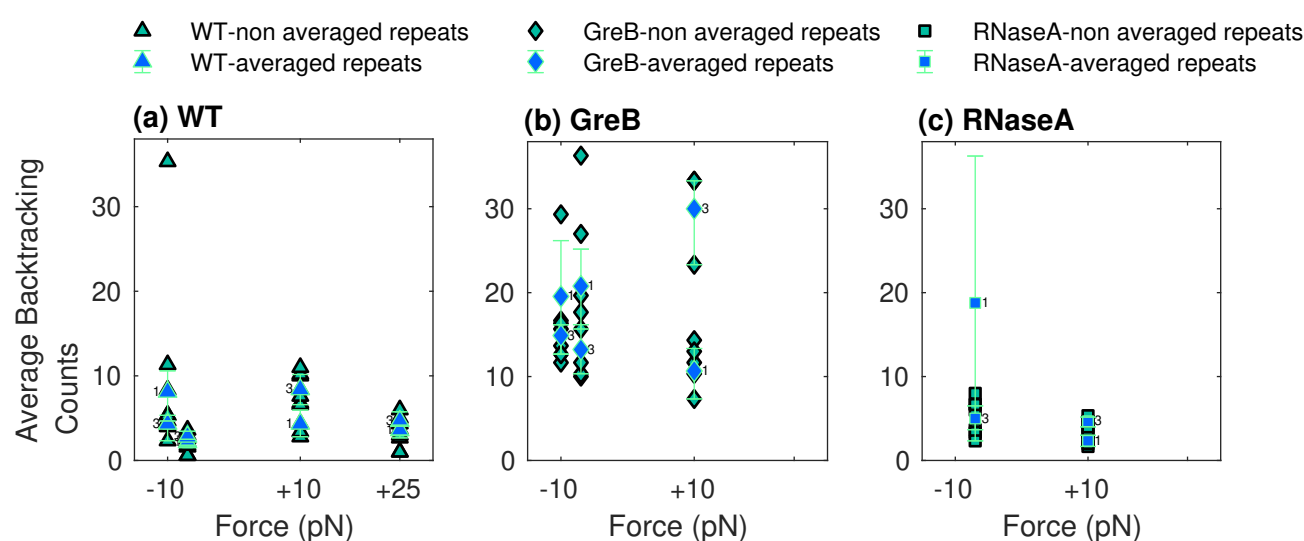 WT-non averaged repeats
GreB-non averaged repeats
RNaseA-non averaged repeats
WT-averaged repeats
GreB-averaged repeats
RNaseA-averaged repeats
(a) WT
(b) GreB
(c) RNaseA
Average Backtracking
Counts
30
20
10
0
1
3
3
1
3
-10
+10
+25
Force (pN)
30
20
10
0
1
3
1
3
3
1
-10
+10
Force (pN)
30
20
10
0
1
3
3
1
-10
+10
Force (pN)